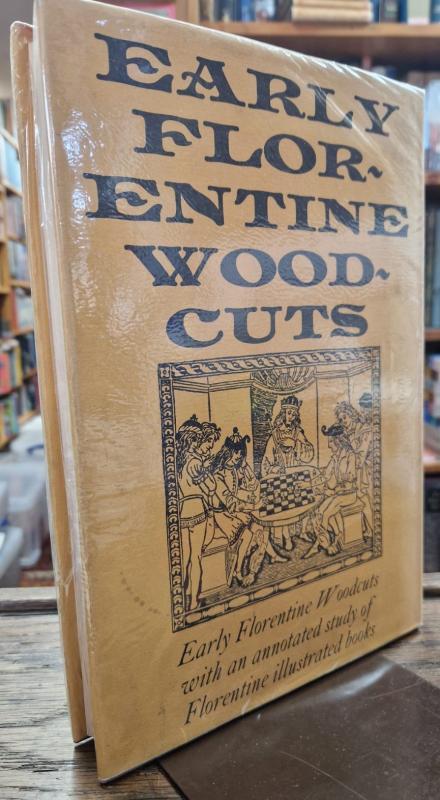 EARLY
FLOR-
ENTINE
WOOD-
CUTS
Early Florentine Woodcuts
with an annotated study of
Florentine illustrated books